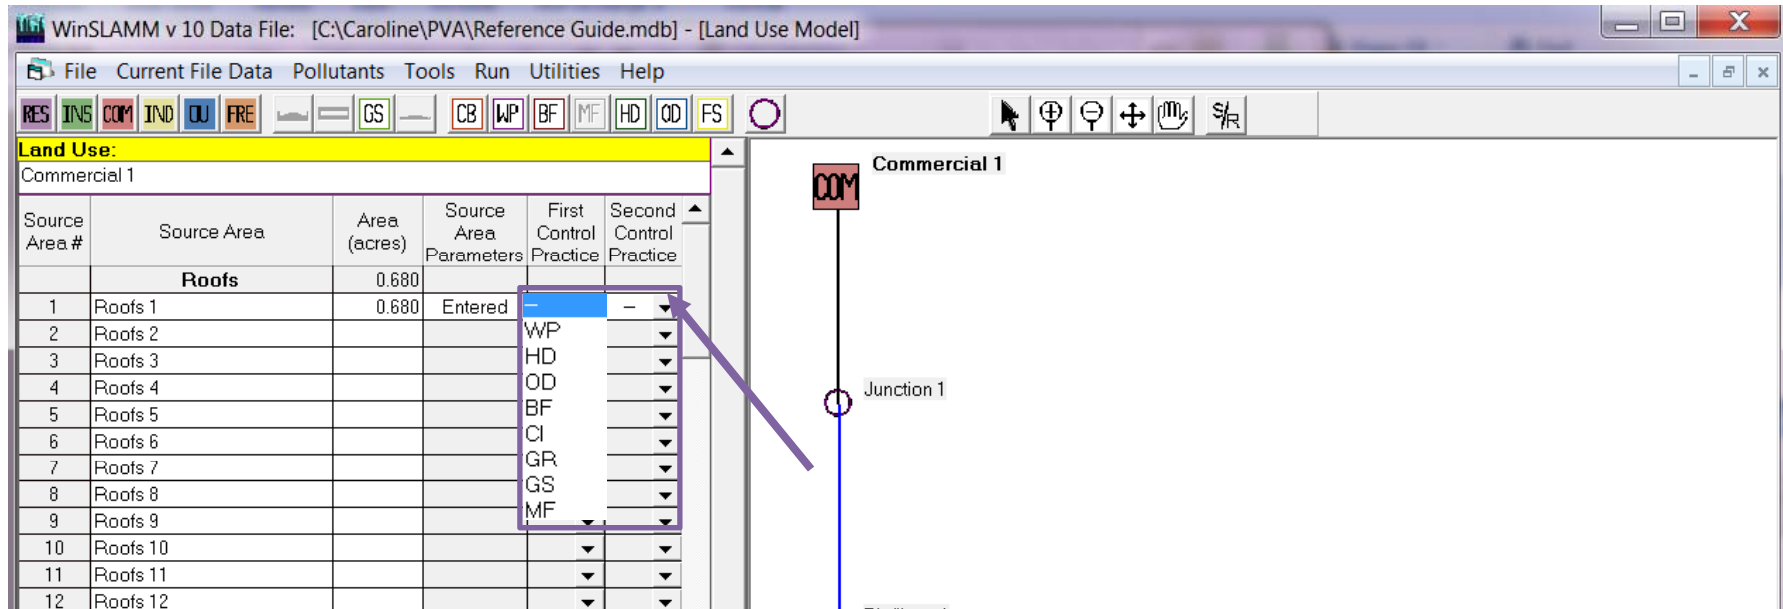 WinSLAMM v 10 Data File: [C:\Caroline\PVA\Reference Guide.mdb] - [Land Use Model]
File Current File Data Pollutants Tools Run Utilities Help
RES INS COM IND OU FRE GS CB WP BF MF HD OD FS S/R
Land Use:
Commercial 1
Source Area # Source Area Area (acres) Source Area Parameters First Control Practice Second Control Practice
Roofs 0.680
1 Roofs 1 0.680 Entered – –
2 Roofs 2
3 Roofs 3
4 Roofs 4
5 Roofs 5
6 Roofs 6
7 Roofs 7
8 Roofs 8
9 Roofs 9
10 Roofs 10
11 Roofs 11
12 Roofs 12
WP
HD
OD
BF
CI
GR
GS
MF
COM
Commercial 1
Junction 1